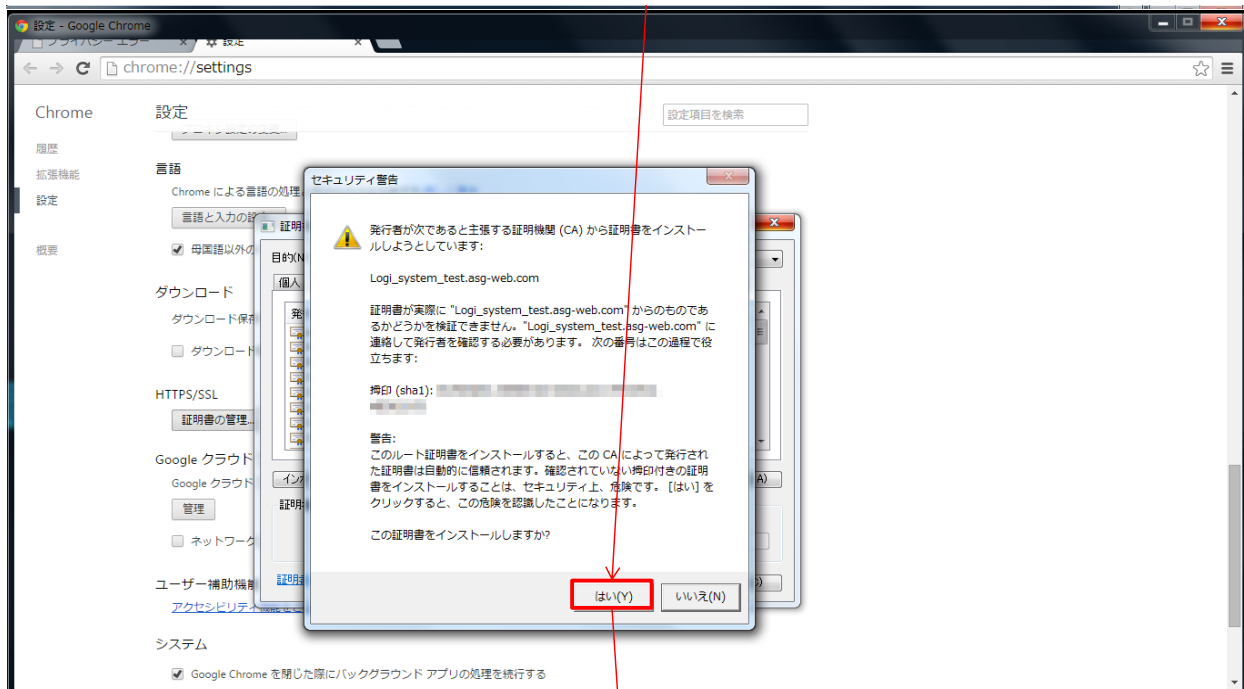 設定 - Google Chrome
プライバシー エラー
設定
chrome://settings
Chrome
設定
設定項目を検索
履歴
拡張機能
設定
概要
言語
Chrome による言語の処理
言語と入力の設
母国語以外の
ダウンロード
ダウンロード保存
ダウンロード
HTTPS/SSL
証明書の管理...
Google クラウド
Google クラウド
管理
ネットワーク
ユーザー補助機能
アクセシビリティ
システム
Google Chrome を閉じた際にバックグラウンド アプリの処理を続行する
証明
目的(N
個人
発
インポ
証明
証明書
A)
セキュリティ警告
発行者が次であると主張する証明機関 (CA) から証明書をインストー
ルしようとしています:
Logi_system_test.asg-web.com
証明書が実際に "Logi_system_test.asg-web.com" からのものであ
るかどうかを検証できません。"Logi_system_test.asg-web.com" に
連絡して発行者を確認する必要があります。 次の番号はこの過程で役
立ちます:
拇印 (sha1):
警告:
このルート証明書をインストールすると、この CA によって発行され
た証明書は自動的に信頼されます。確認されていない拇印付きの証明
書をインストールすることは、セキュリティ上、危険です。 [はい] を
クリックすると、この危険を認識したことになります。
この証明書をインストールしますか?
はい(Y)
いいえ(N)